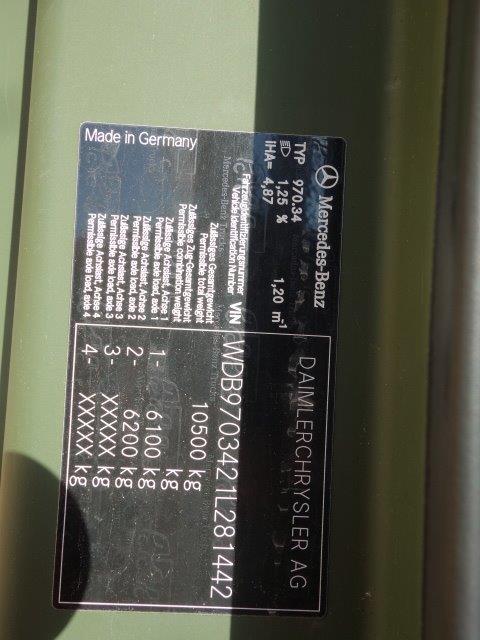 Mercedes-Benz
TYP 970.34
1,25 % 1,20 m-1
IHA= 4,87
DAIMLERCHRYSLER AG
Fahrzeugidentifizierungsnummer
Vehicle Identification Number VIN WDB9703421L281442
Zulässiges Gesamtgewicht
Permissible total weight 10500 kg
Zulässiges Zug-Gesamtgewicht
Permissible combination weight
Zulässige Achslast, Achse 1
Permissible axle load, axle 1 1- 6100 kg
Zulässige Achslast, Achse 2
Permissible axle load, axle 2 2- 6200 kg
Zulässige Achslast, Achse 3
Permissible axle load, axle 3 3- XXXXX kg
Zulässige Achslast, Achse 4
Permissible axle load, axle 4 4- XXXXX kg
Made in Germany